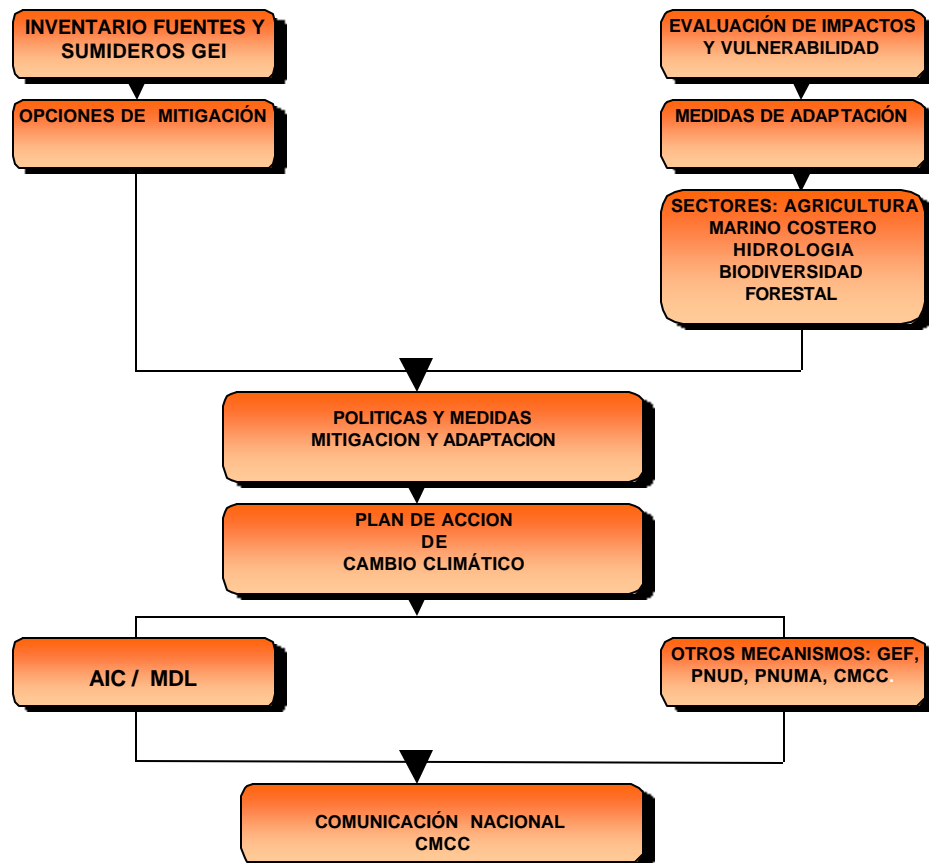 INVENTARIO FUENTES Y
SUMIDEROS GEI
EVALUACIÓN DE IMPACTOS
Y VULNERABILIDAD
OPCIONES DE MITIGACIÓN
MEDIDAS DE ADAPTACIÓN
SECTORES: AGRICULTURA
MARINO COSTERO
HIDROLOGIA
BIODIVERSIDAD
FORESTAL
POLITICAS Y MEDIDAS
MITIGACION Y ADAPTACION
PLAN DE ACCION
DE
CAMBIO CLIMÁTICO
AIC / MDL
OTROS MECANISMOS: GEF,
PNUD, PNUMA, CMCC.
COMUNICACIÓN NACIONAL
CMCC